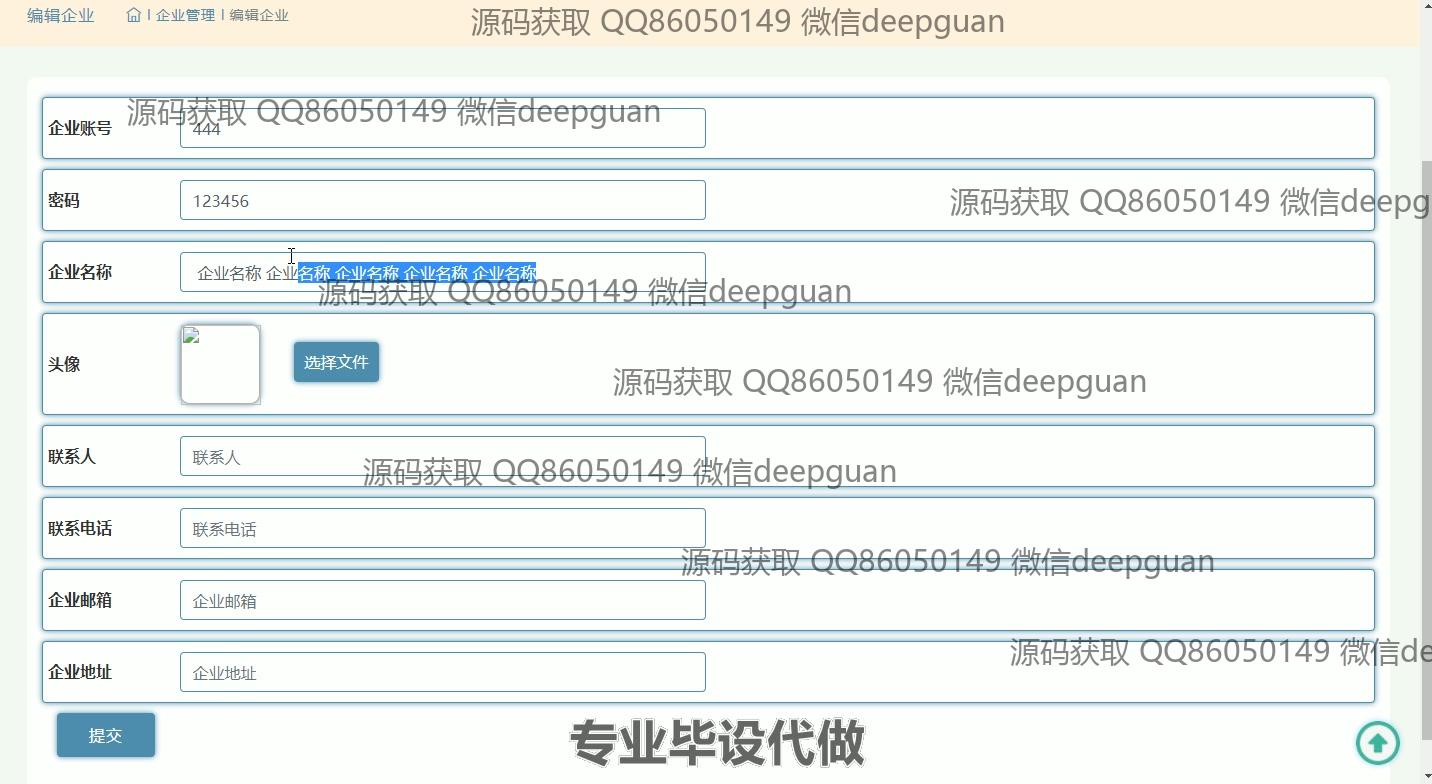 编辑企业
企业管理 编辑企业
源码获取 QQ86050149 微信deepguan
源码获取 QQ86050149 微信deepguan
企业账号
444
密码
123456
源码获取 QQ86050149 微信deepg
企业名称
企业名称 企业名称 企业名称 企业名称 企业名称
源码获取 QQ86050149 微信deepguan
头像
选择文件
源码获取 QQ86050149 微信deepguan
联系人
联系人
源码获取 QQ86050149 微信deepguan
联系电话
联系电话
源码获取 QQ86050149 微信deepguan
企业邮箱
企业邮箱
源码获取 QQ86050149 微信de
企业地址
企业地址
提交
专业毕设代做